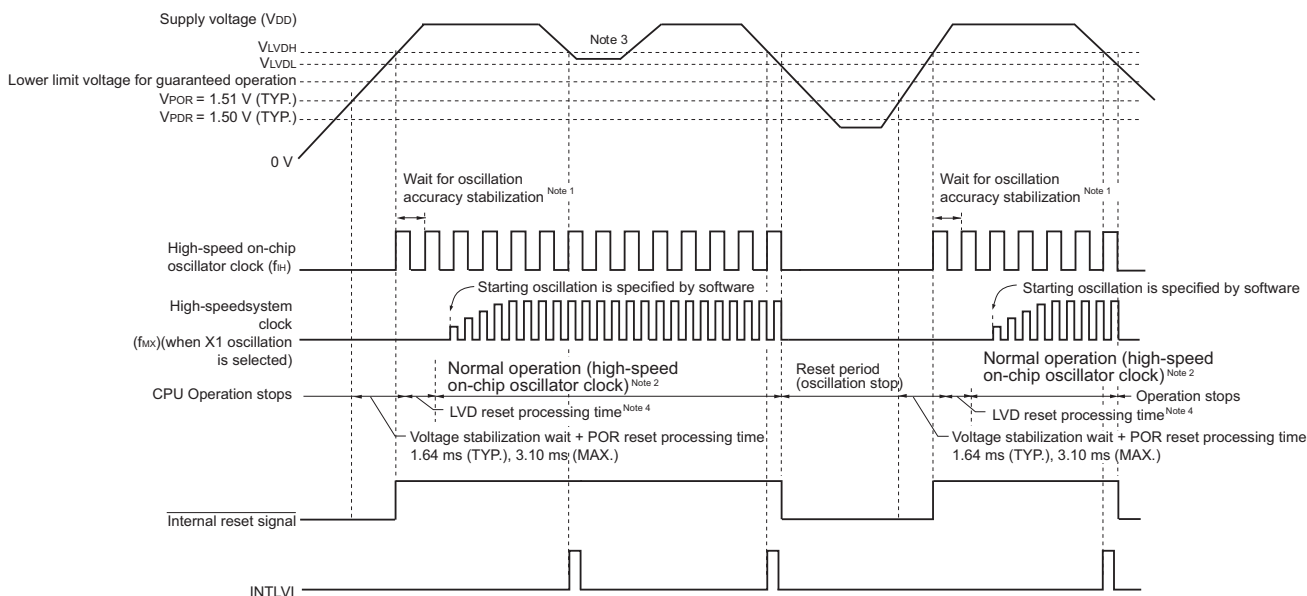 Supply voltage (VDD)
VLVDH
Note 3
VLVDL
Lower limit voltage for guaranteed operation
VPOR = 1.51 V (TYP.)
VPDR = 1.50 V (TYP.)
0 V
Wait for oscillation
accuracy stabilization Note 1
Wait for oscillation
accuracy stabilization Note 1
High-speed on-chip
oscillator clock (fIH)
Starting oscillation is specified by software
Starting oscillation is specified by software
High-speedsystem
clock
(fMX)(when X1 oscillation
is selected)
Normal operation (high-speed
on-chip oscillator clock) Note 2
Reset period
(oscillation stop)
Normal operation (high-speed
on-chip oscillator clock) Note 2
CPU Operation stops
Operation stops
LVD reset processing time Note 4
LVD reset processing time Note 4
Voltage stabilization wait + POR reset processing time
1.64 ms (TYP.), 3.10 ms (MAX.)
Voltage stabilization wait + POR reset processing time
1.64 ms (TYP.), 3.10 ms (MAX.)
Internal reset signal
INTLVI